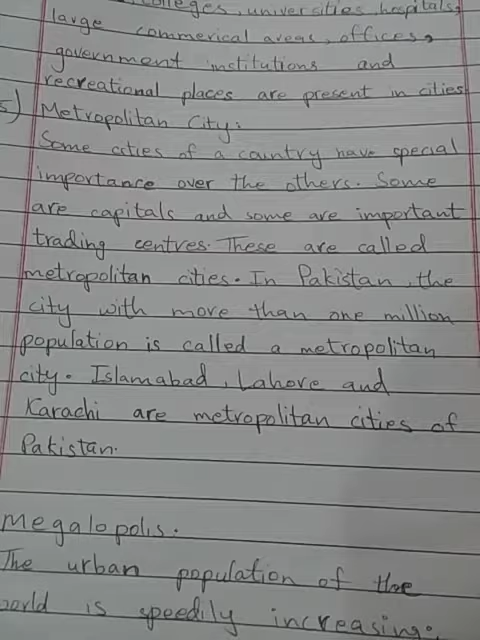 colleges, universities, hospitals,
large commerical areas, offices,
government institutions and
recreational places are present in cities
5) Metropolitan City:
Some cities of a country have special
importance over the others. Some
are capitals and some are important
trading centres. These are called
metropolitan cities. In Pakistan, the
city with more than one million
population is called a metropolitan
city. Islamabad, Lahore and
Karachi are metropolitan cities of
Pakistan.
Megalopolis.
The urban population of the
world is speedily increasing.